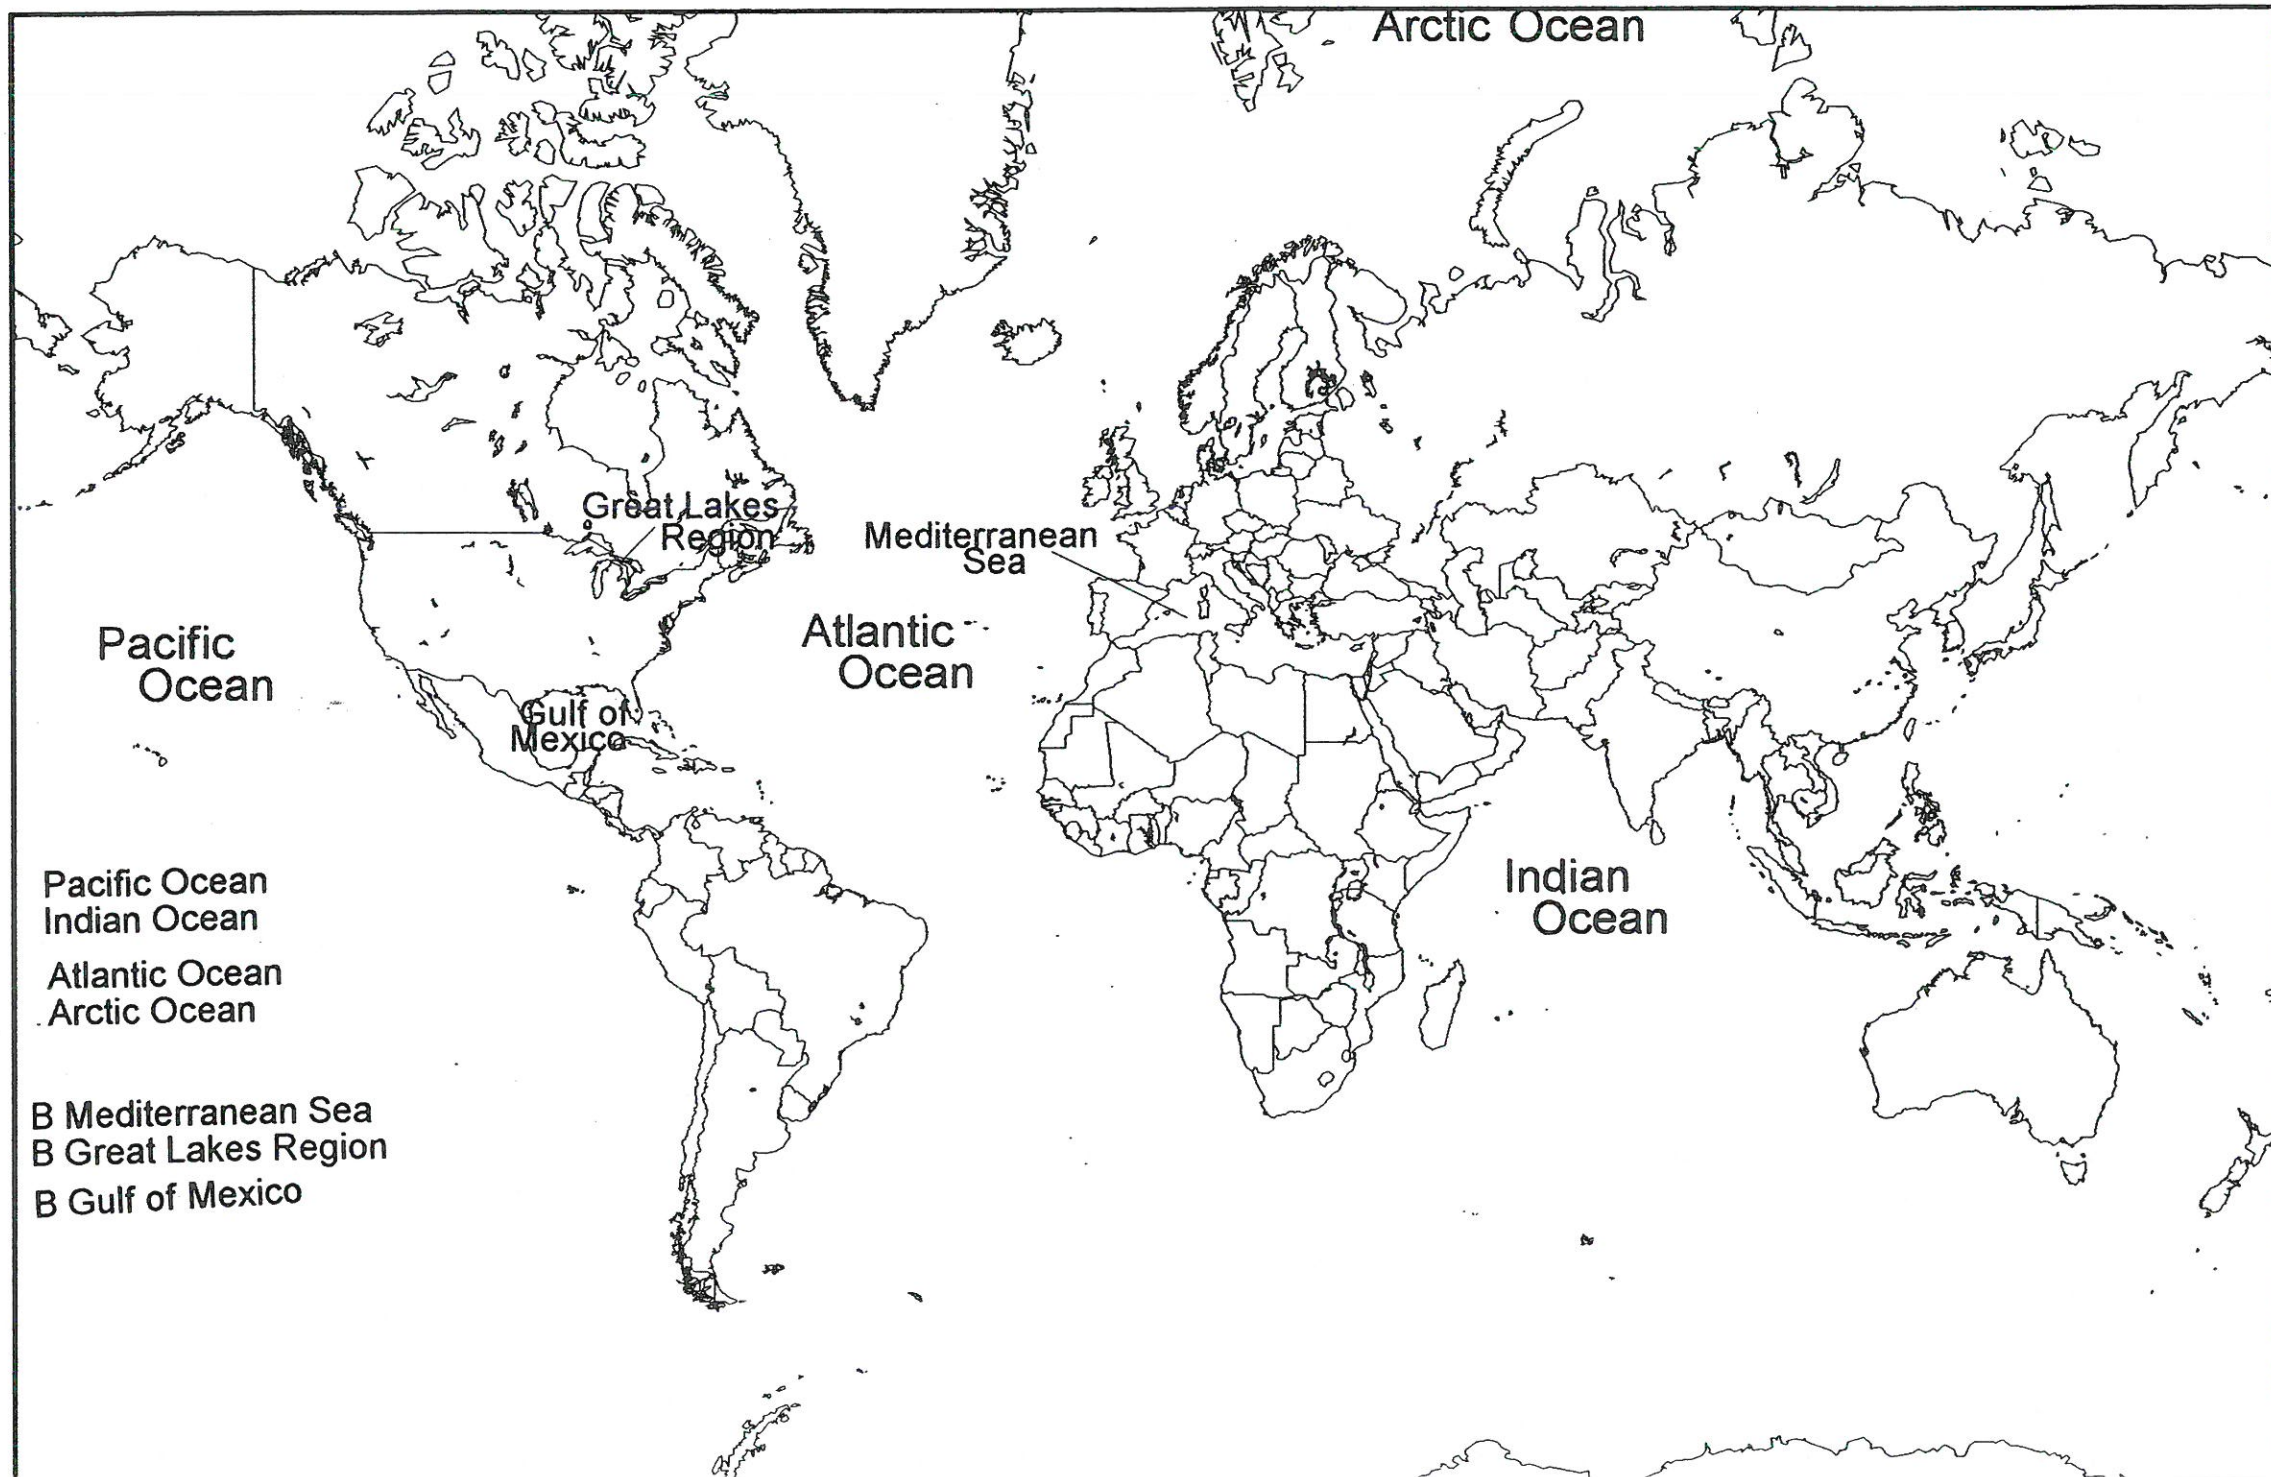 Arctic Ocean
Great Lakes
Region
Mediterranean
Sea
Pacific
Ocean
Atlantic
Ocean
Gulf of
Mexico
Indian
Ocean
Pacific Ocean
Indian Ocean
Atlantic Ocean
Arctic Ocean
B Mediterranean Sea
B Great Lakes Region
B Gulf of Mexico